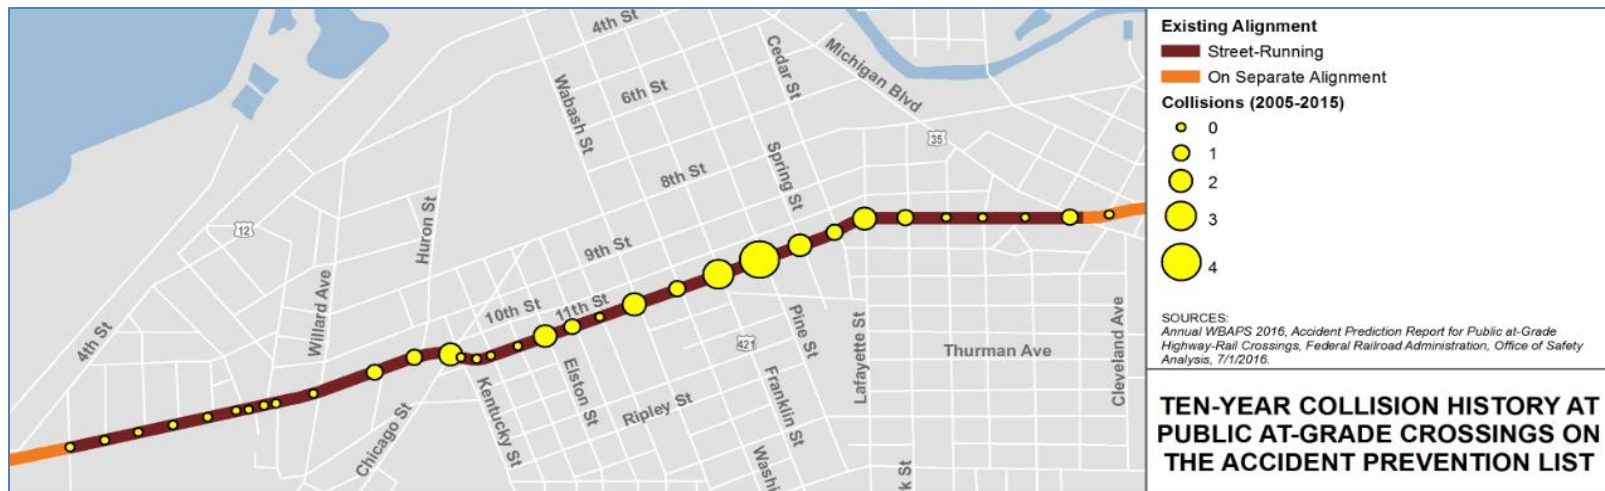 4th St
Cedar St
Michigan Blvd
6th St
Wabash St
35
8th St
Spring St
12
Huron St
9th St
Willard Ave
10th St
11th St
4th St
421
Pine St
Lafayette St
Thurman Ave
Cleveland Ave
Kentucky St
Elston St
Franklin St
Ripley St
Chicago St
Washi
k St
Existing Alignment
Street-Running
On Separate Alignment
Collisions (2005-2015)
0
1
2
3
4
SOURCES:
Annual WBAPS 2016, Accident Prediction Report for Public at-Grade
Highway-Rail Crossings, Federal Railroad Administration, Office of Safety
Analysis, 7/1/2016.
TEN-YEAR COLLISION HISTORY AT
PUBLIC AT-GRADE CROSSINGS ON
THE ACCIDENT PREVENTION LIST